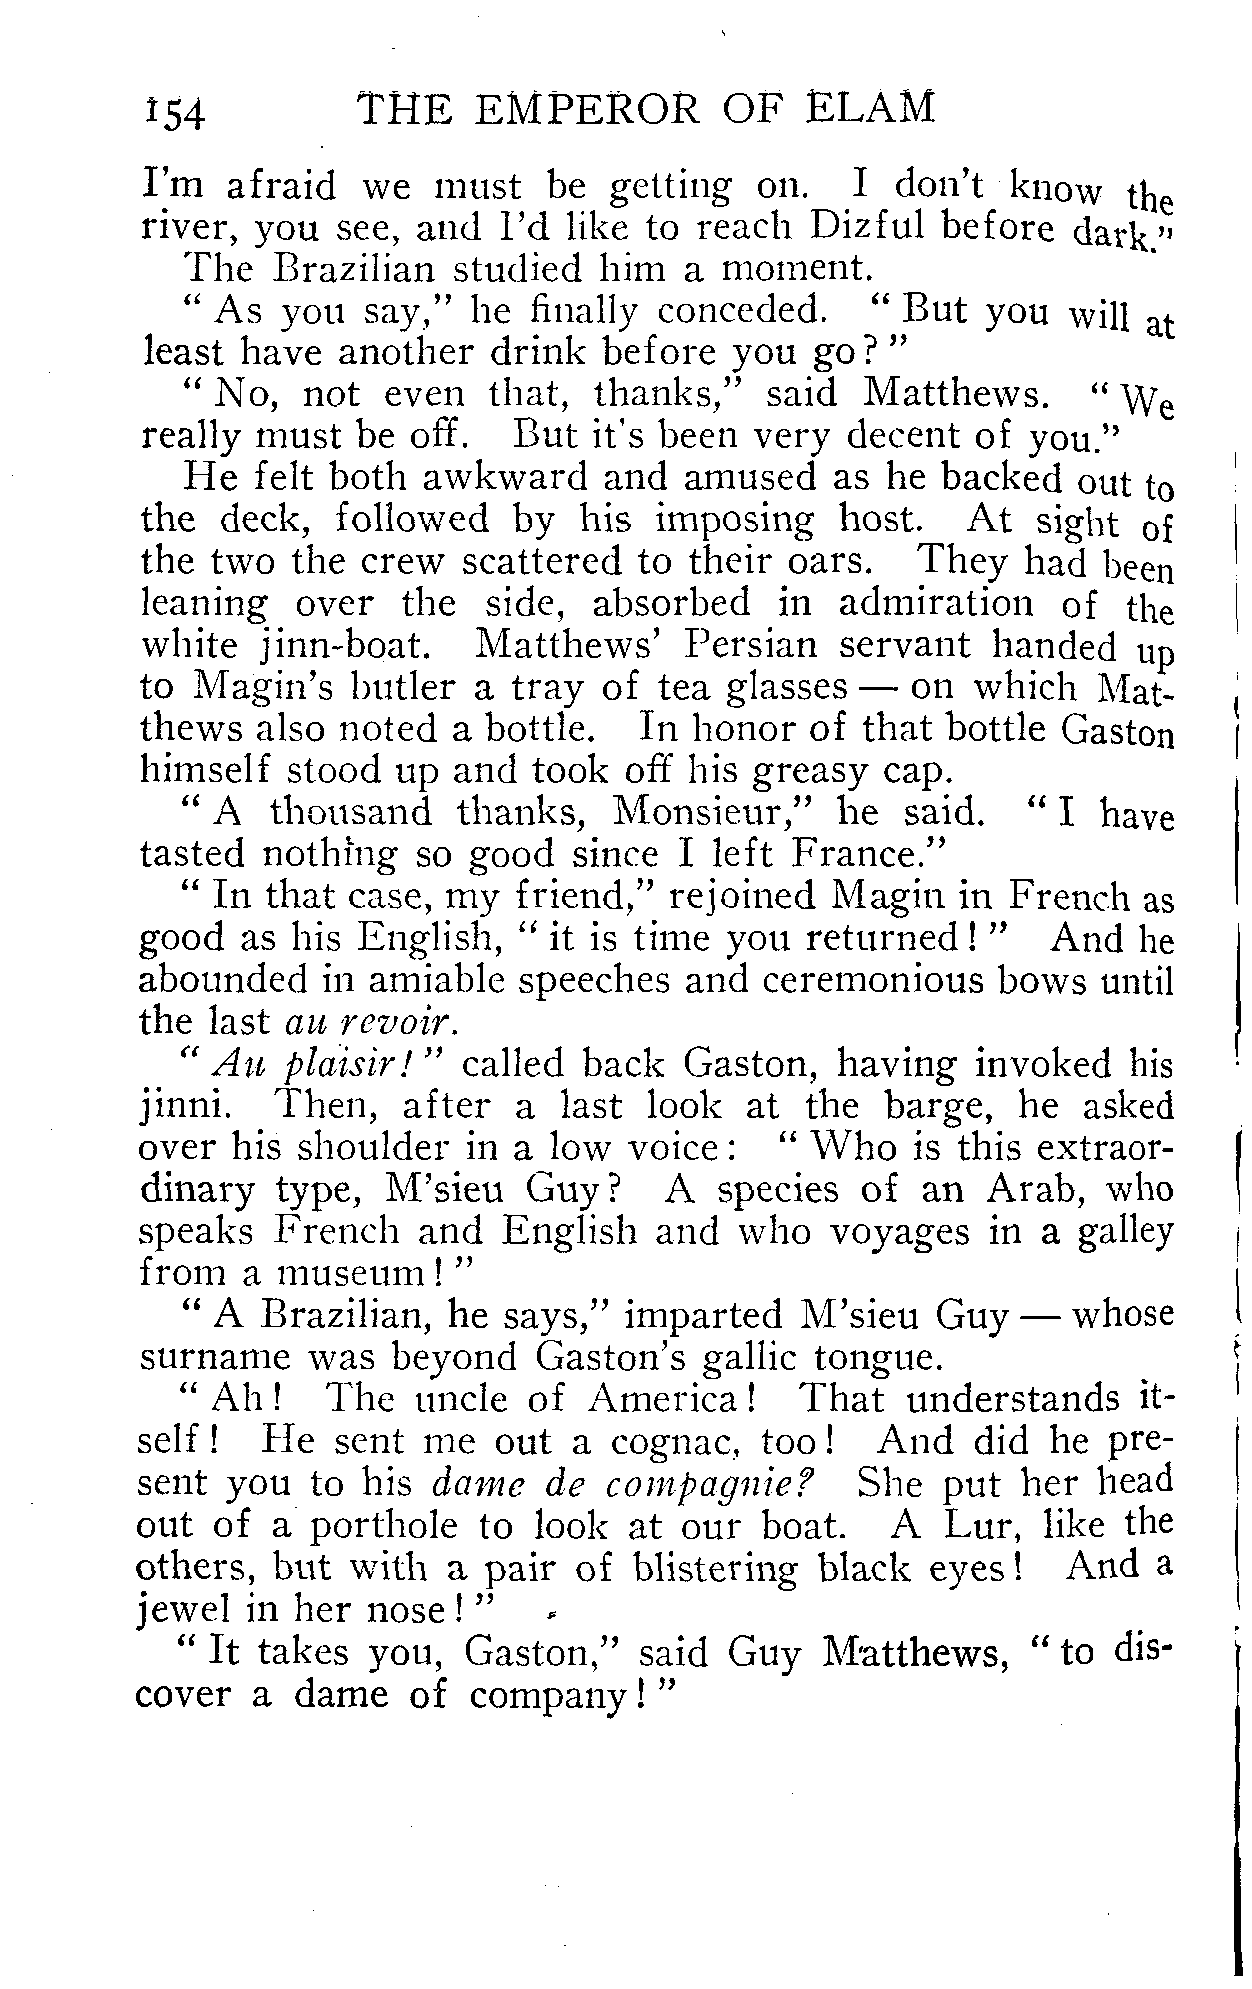 154 THE EMPEROR OF ELAM
I'm afraid we must be getting on. I don't know the
river, you see, and I'd like to reach Dizful before dark."
The Brazilian studied him a moment.
" As you say," he finally conceded. " But you will at
least have another drink before you go? "
" No, not even that, thanks," said Matthews. " We
really must be off. But it's been very decent of you."
He felt both awkward and amused as he backed out to
the deck, followed by his imposing host. At sight of
the two the crew scattered to their oars. They had been
leaning over the side, absorbed in admiration of the
white jinn-boat. Matthews' Persian servant handed up
to Magin's butler a tray of tea glasses — on which Mat-
thews also noted a bottle. In honor of that bottle Gaston
himself stood up and took off his greasy cap.
" A thousand thanks, Monsieur," he said. " I have
tasted nothing so good since I left France."
" In that case, my friend," rejoined Magin in French as
good as his English, " it is time you returned! " And he
abounded in amiable speeches and ceremonious bows until
the last au revoir.
" Au plaisir! " called back Gaston, having invoked his
jinni. Then, after a last look at the barge, he asked
over his shoulder in a low voice: " Who is this extraor-
dinary type, M'sieu Guy? A species of an Arab, who
speaks French and English and who voyages in a galley
from a museum! "
" A Brazilian, he says," imparted M'sieu Guy — whose
surname was beyond Gaston's gallic tongue.
" Ah! The uncle of America! That understands it-
self! He sent me out a cognac, too! And did he pre-
sent you to his dame de compagnie? She put her head
out of a porthole to look at our boat. A Lur, like the
others, but with a pair of blistering black eyes! And a
jewel in her nose! "
" It takes you, Gaston," said Guy Matthews, " to dis-
cover a dame of company! "